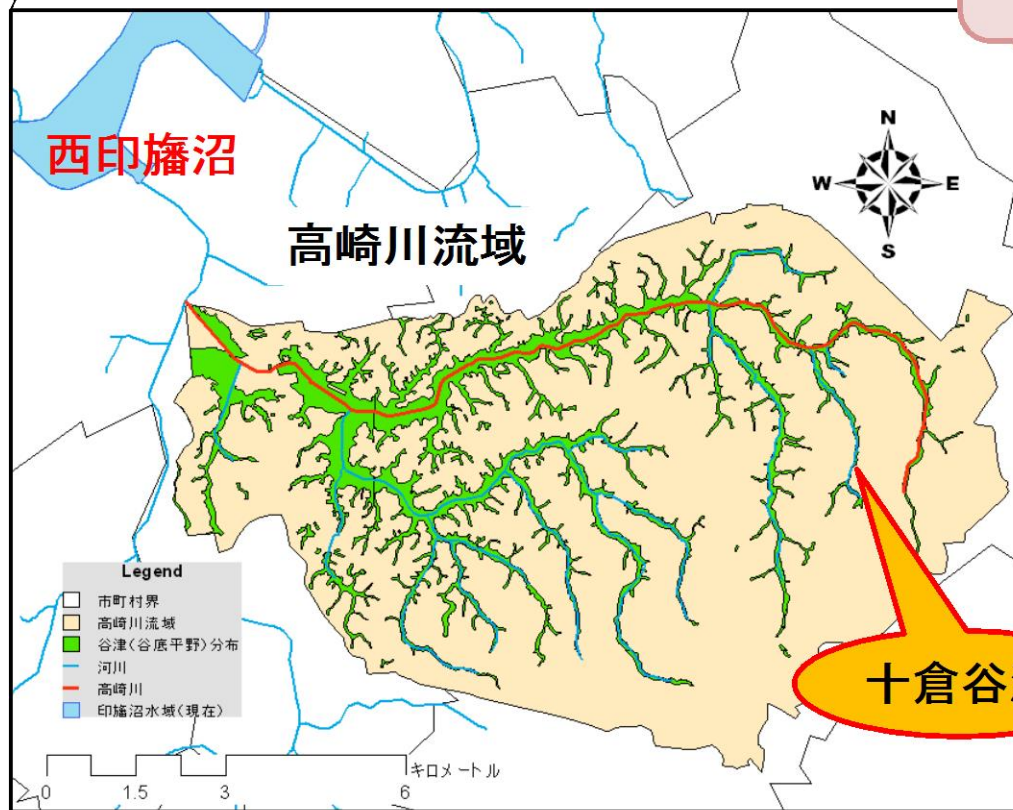 西印旛沼
高崎川流域
N
W
E
S
Legend
市町村界
高崎川流域
谷津(谷底平野)分布
河川
高崎川
印旛沼水域(現在)
十倉谷
キロメートル
0 1.5 3 6